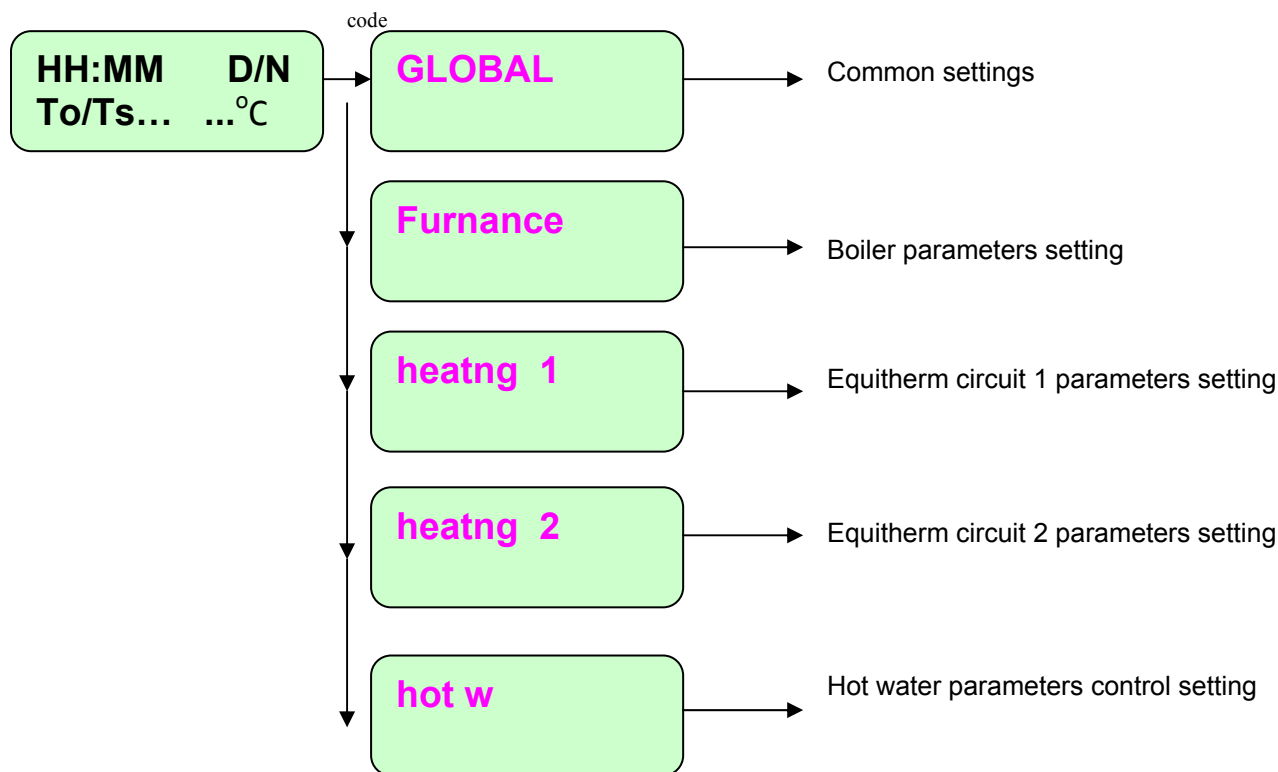 code
HH:MM D/N
To/Ts... ...°C
GLOBAL
Common settings
Furnance
Boiler parameters setting
heatng 1
Equitherm circuit 1 parameters setting
heatng 2
Equitherm circuit 2 parameters setting
hot w
Hot water parameters control setting